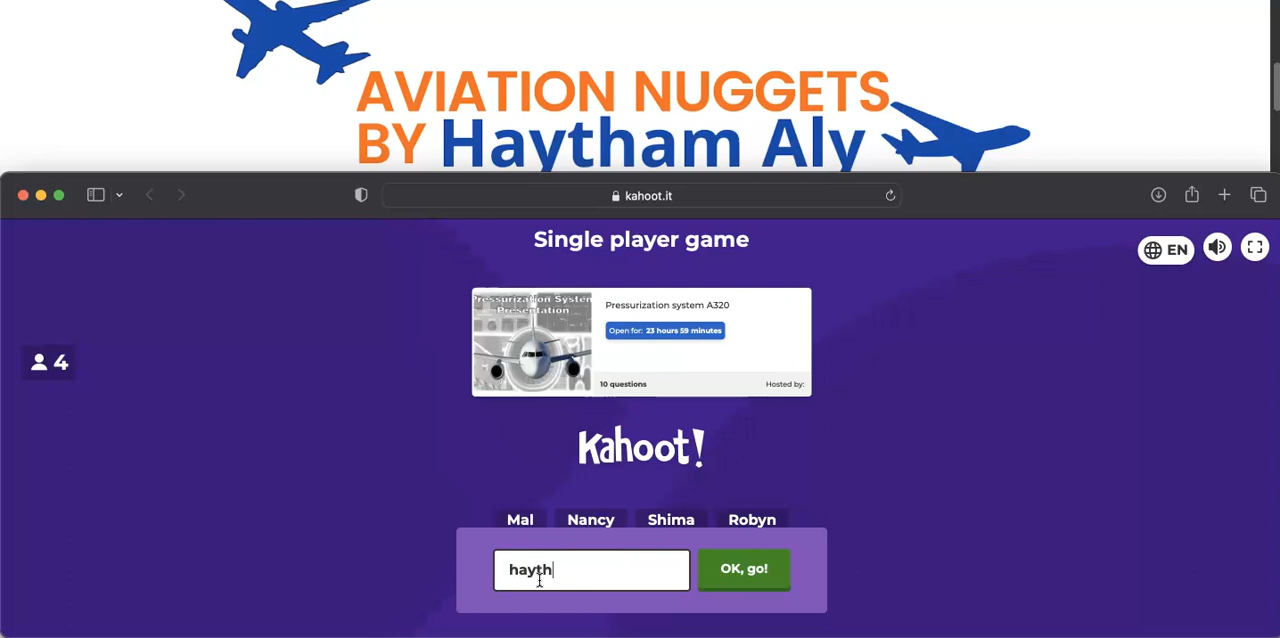 AVIATION NUGGETS
BY Haytham Aly
kahoot.it
Single player game
EN
Pressurization System
Presentation
Pressurization system A320
Open for: 23 hours 59 minutes
4
10 questions
Hosted by:
Kahoot!
Mal
Nancy
Shima
Robyn
hayth
OK, go!